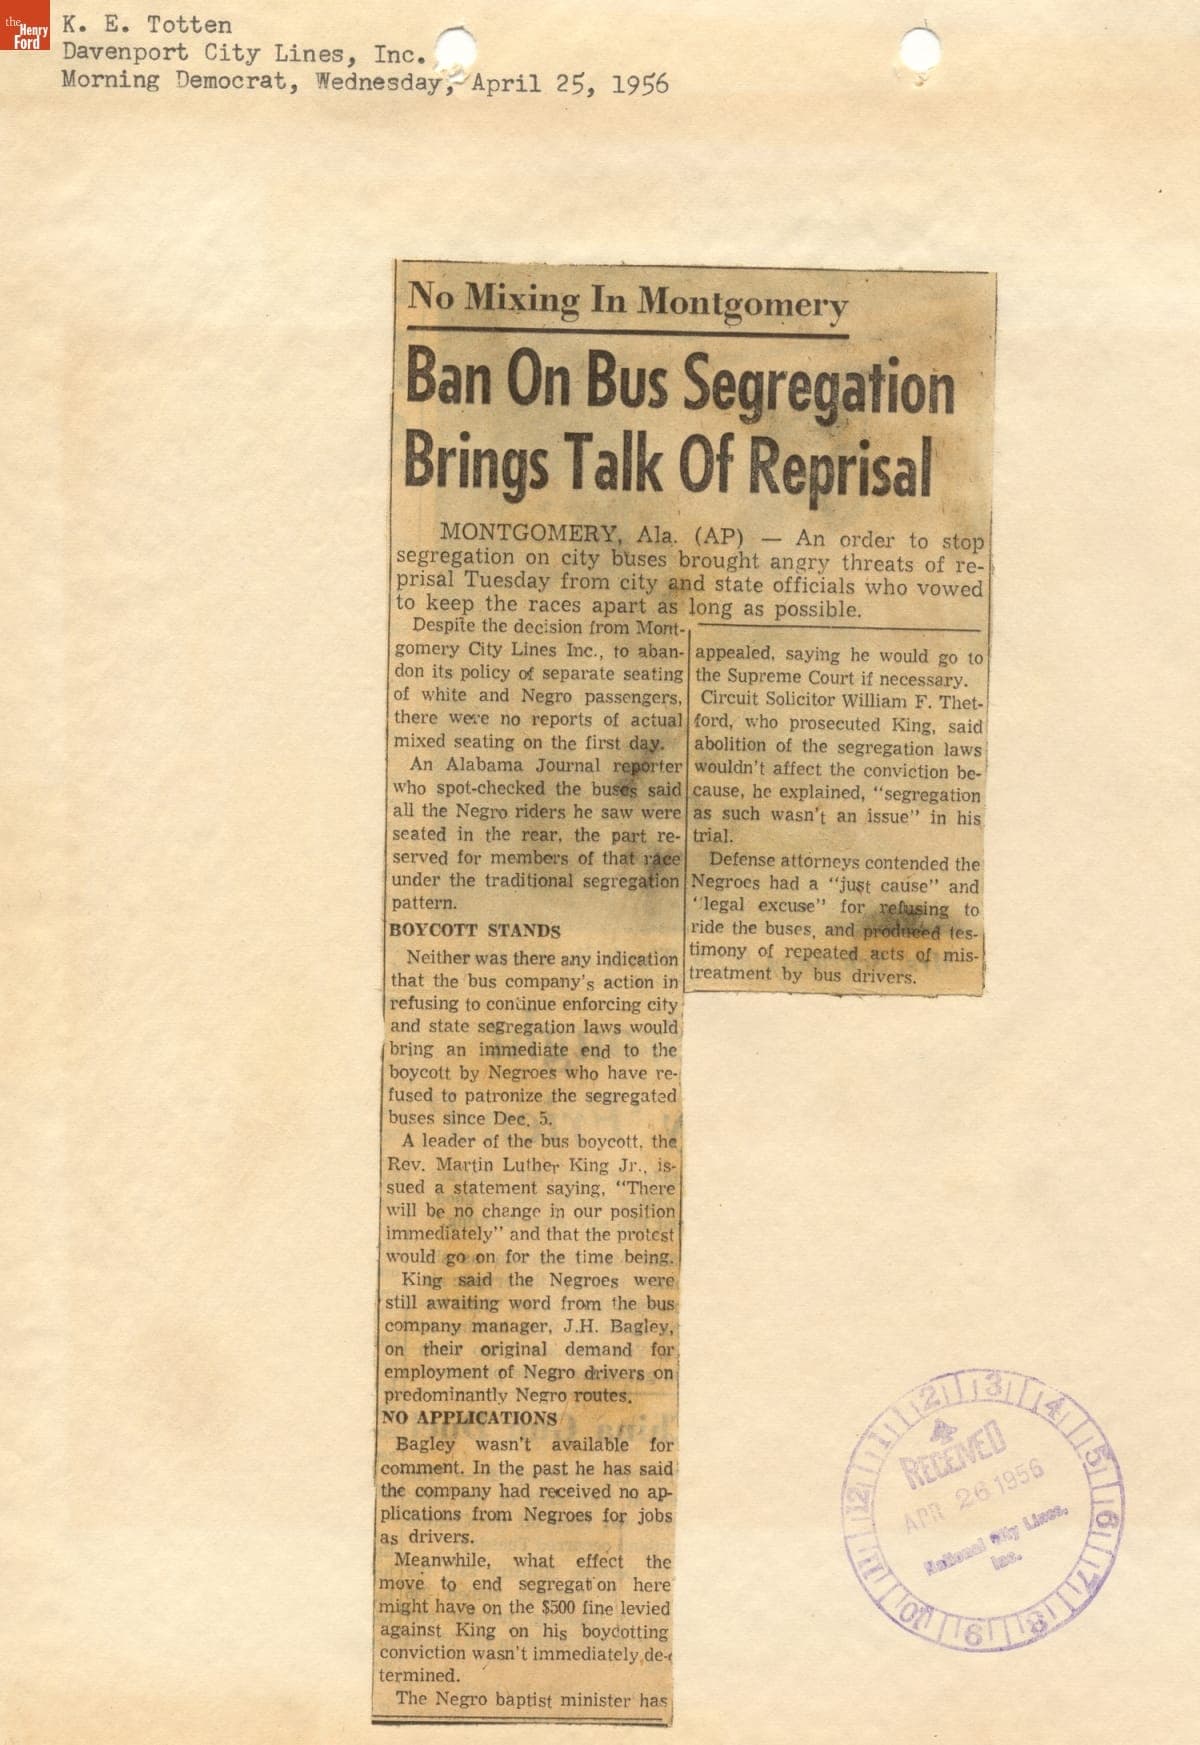 the
Henry
Ford
K. E. Totten
Davenport City Lines, Inc.
Morning Democrat, Wednesday, April 25, 1956
No Mixing In Montgomery
Ban On Bus Segregation
Brings Talk Of Reprisal
MONTGOMERY, Ala. (AP) — An order to stop
segregation on city buses brought angry threats of re-
prisal Tuesday from city and state officials who vowed
to keep the races apart as long as possible.
Despite the decision from Mont-
gomery City Lines Inc., to aban-
don its policy of separate seating
of white and Negro passengers,
there were no reports of actual
mixed seating on the first day.
An Alabama Journal reporter
who spot-checked the buses said
all the Negro riders he saw were
seated in the rear, the part re-
served for members of that race
under the traditional segregation
pattern.
BOYCOTT STANDS
Neither was there any indication
that the bus company's action in
refusing to continue enforcing city
and state segregation laws would
bring an immediate end to the
boycott by Negroes who have re-
fused to patronize the segregated
buses since Dec. 5.
A leader of the bus boycott, the
Rev. Martin Luther King Jr., is-
sued a statement saying, "There
will be no change in our position
immediately" and that the protest
would go on for the time being.
King said the Negroes were
still awaiting word from the bus
company manager, J.H. Bagley,
on their original demand for
employment of Negro drivers on
predominantly Negro routes.
NO APPLICATIONS
Bagley wasn't available for
comment. In the past he has said
the company had received no ap-
plications from Negroes for jobs
as drivers.
Meanwhile, what effect the
move to end segregation here
might have on the $500 fine levied
against King on his boycotting
conviction wasn't immediately de-
termined.
The Negro baptist minister has
appealed, saying he would go to
the Supreme Court if necessary.
Circuit Solicitor William F. Thet-
ford, who prosecuted King, said
abolition of the segregation laws
wouldn't affect the conviction be-
cause, he explained, "segregation
as such wasn't an issue" in his
trial.
Defense attorneys contended the
Negroes had a "just cause" and
"legal excuse" for refusing to
ride the buses, and produced tes-
timony of repeated acts of mis-
treatment by bus drivers.
1 2 3 4 5 6 7 8 9 10 11 12
RECEIVED
APR 26 1956
National City Lines,
Inc.